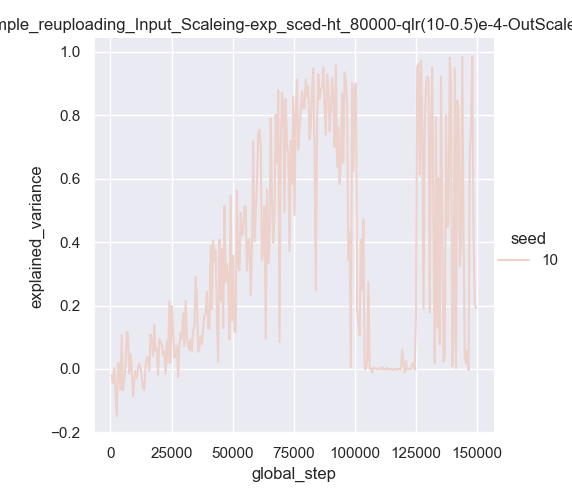 mple_reuploading_Input_Scaleing-exp_sced-ht_80000-qlr(10-0.5)e-4-OutScale
1.0
0.8
0.6
0.4
0.2
0.0
−0.2
explained_variance
0 25000 50000 75000 100000 125000 150000
global_step
seed
10